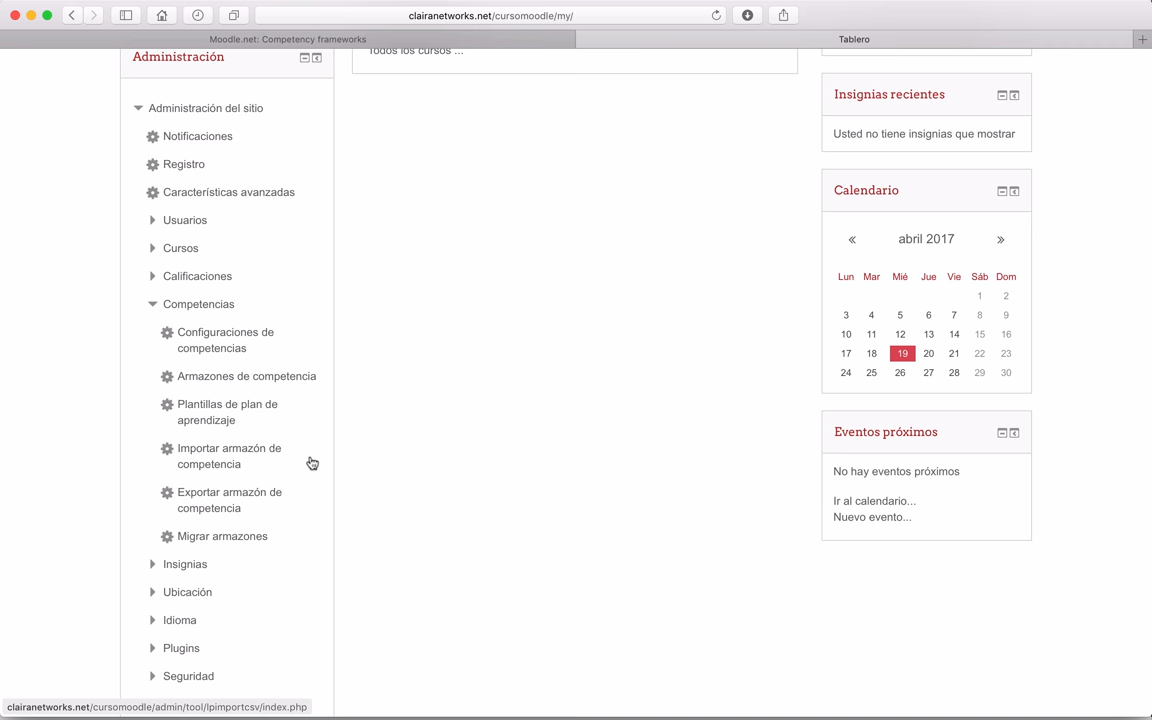 clairanetworks.net/cursomoodle/my/
Moodle.net: Competency frameworks
Tablero
Administración
Administración del sitio
Notificaciones
Registro
Características avanzadas
Usuarios
Cursos
Calificaciones
Competencias
Configuraciones de
competencias
Armazones de competencia
Plantillas de plan de
aprendizaje
Importar armazón de
competencia
Exportar armazón de
competencia
Migrar armazones
Insignias
Ubicación
Idioma
Plugins
Seguridad
Todos los cursos ...
Insignias recientes
Usted no tiene insignias que mostrar
Calendario
« abril 2017 »
Lun Mar Mié Jue Vie Sáb Dom
1 2
3 4 5 6 7 8 9
10 11 12 13 14 15 16
17 18 19 20 21 22 23
24 25 26 27 28 29 30
Eventos próximos
No hay eventos próximos
Ir al calendario...
Nuevo evento...
clairanetworks.net/cursomoodle/admin/tool/lpimportcsv/index.php